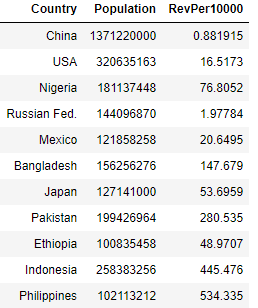 Country Population RevPer10000
China 1371220000 0.881915
USA 320635163 16.5173
Nigeria 181137448 76.8052
Russian Fed. 144096870 1.97784
Mexico 121858258 20.6495
Bangladesh 156256276 147.679
Japan 127141000 53.6959
Pakistan 199426964 280.535
Ethiopia 100835458 48.9707
Indonesia 258383256 445.476
Philippines 102113212 534.335